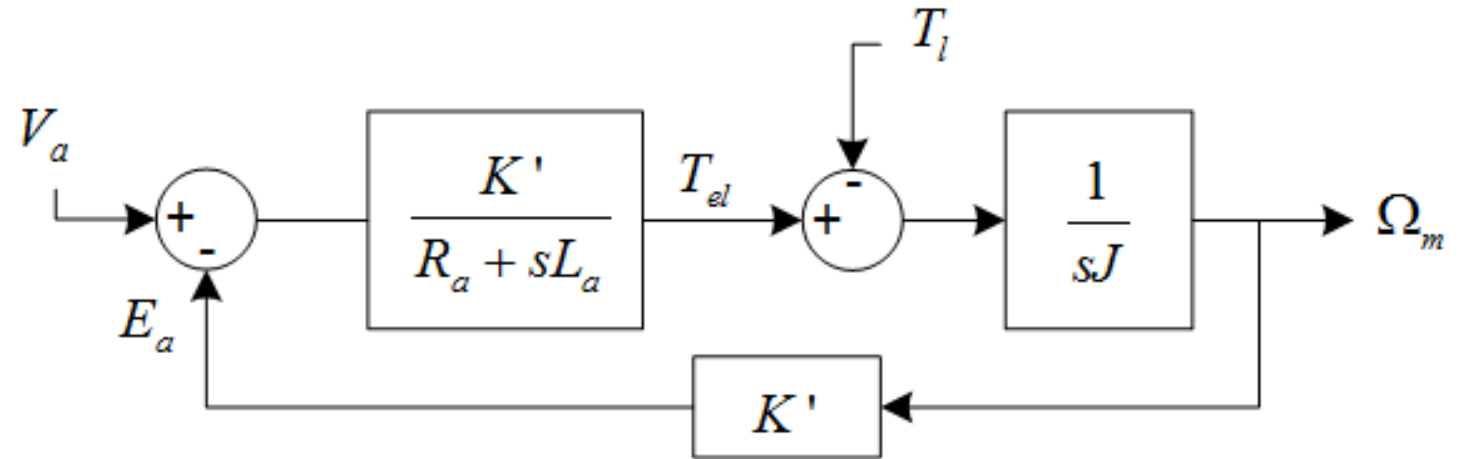 T_l
V_a
+
-
K'
R_a + sL_a
T_el
-
+
1
sJ
Ω_m
E_a
K'